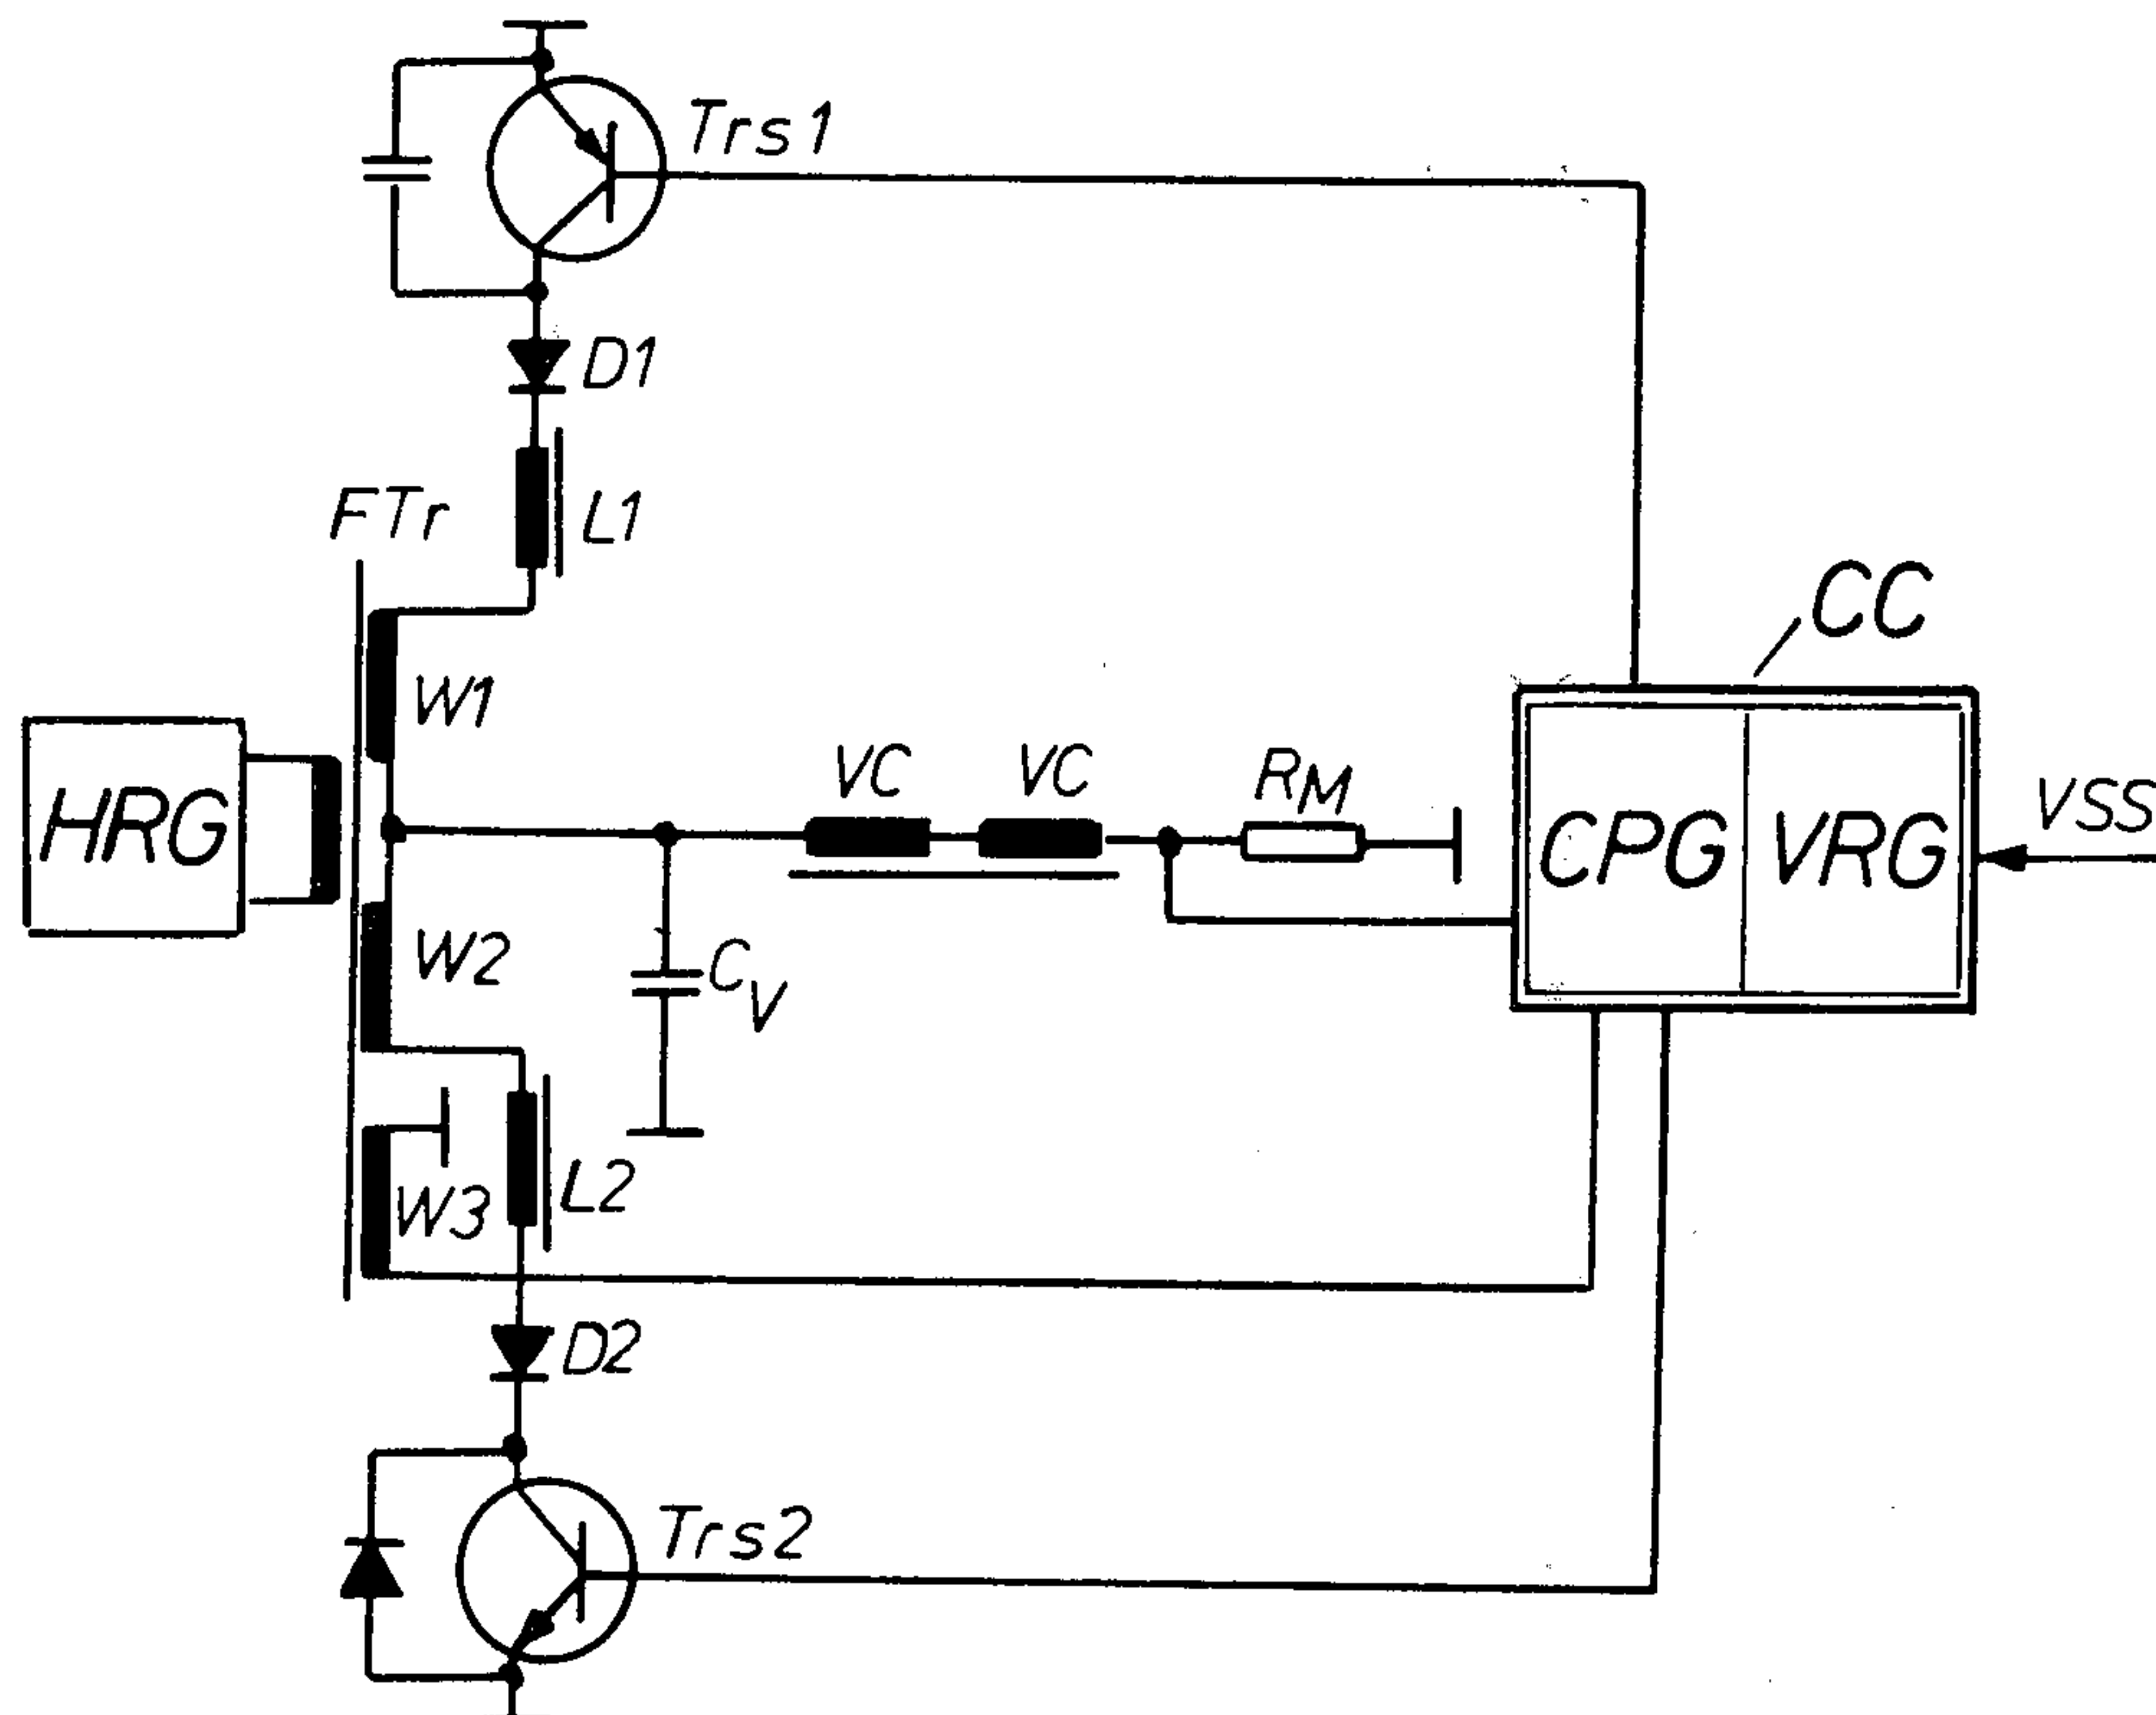 Trs1
D1
FTr
L1
CC
W1
HRG
VC
VC
RM
CPG
VRG
VSS
W2
CV
W3
L2
D2
Trs2